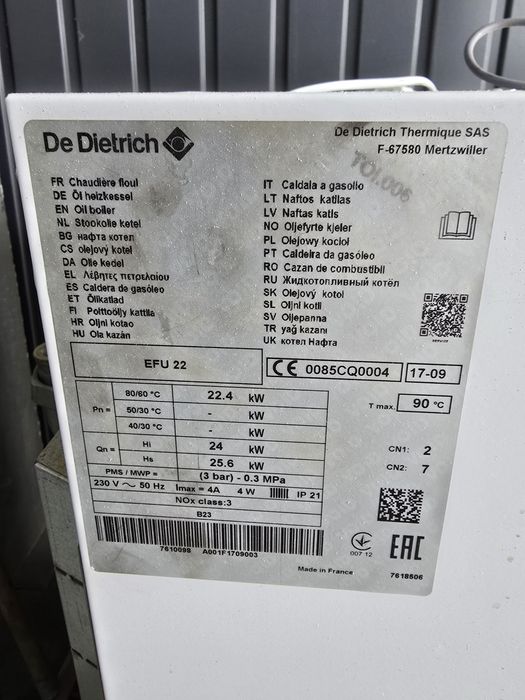 De Dietrich
De Dietrich Thermique SAS
F-67580 Mertzwiller
TOI.006
FR Chaudière fioul
DE Öl heizkessel
EN Oil boiler
NL Stookolie ketel
BG нафта котел
CS olejový kotel
DA Olie kedel
EL Λέβητες πετρελαίου
ES Caldera de gasóleo
ET Õlikatlad
FI Polttoöljy kattila
HR Oljni kotao
HU Ola kazán
IT Caldaia a gasolio
LT Naftos katilas
LV Naftas katls
NO Oljefyrte kjeler
PL Olejowy kocioł
PT Caldeira da gasóleo
RO Cazan de combustibil
RU Жидкотопливный котёл
SK Olejový kotol
SL Oljni kotli
SV Oljepanna
TR yağ kazanı
UK котел Нафта
SERVICE
EFU 22
CE 0085CQ0004
17-09
Pn =
80/60 °C 22.4 kW
50/30 °C - kW
40/30 °C - kW
Qn =
Hi 24 kW
Hs 25.6 kW
PMS / MWP = (3 bar) - 0.3 MPa
230 V ~ 50 Hz Imax = 4A 4 W IP 21
NOx class:3
B23
T max. 90 °C
CN1: 2
CN2: 7
7610098 A001F1709003
007 12
EAC
Made in France
7618506